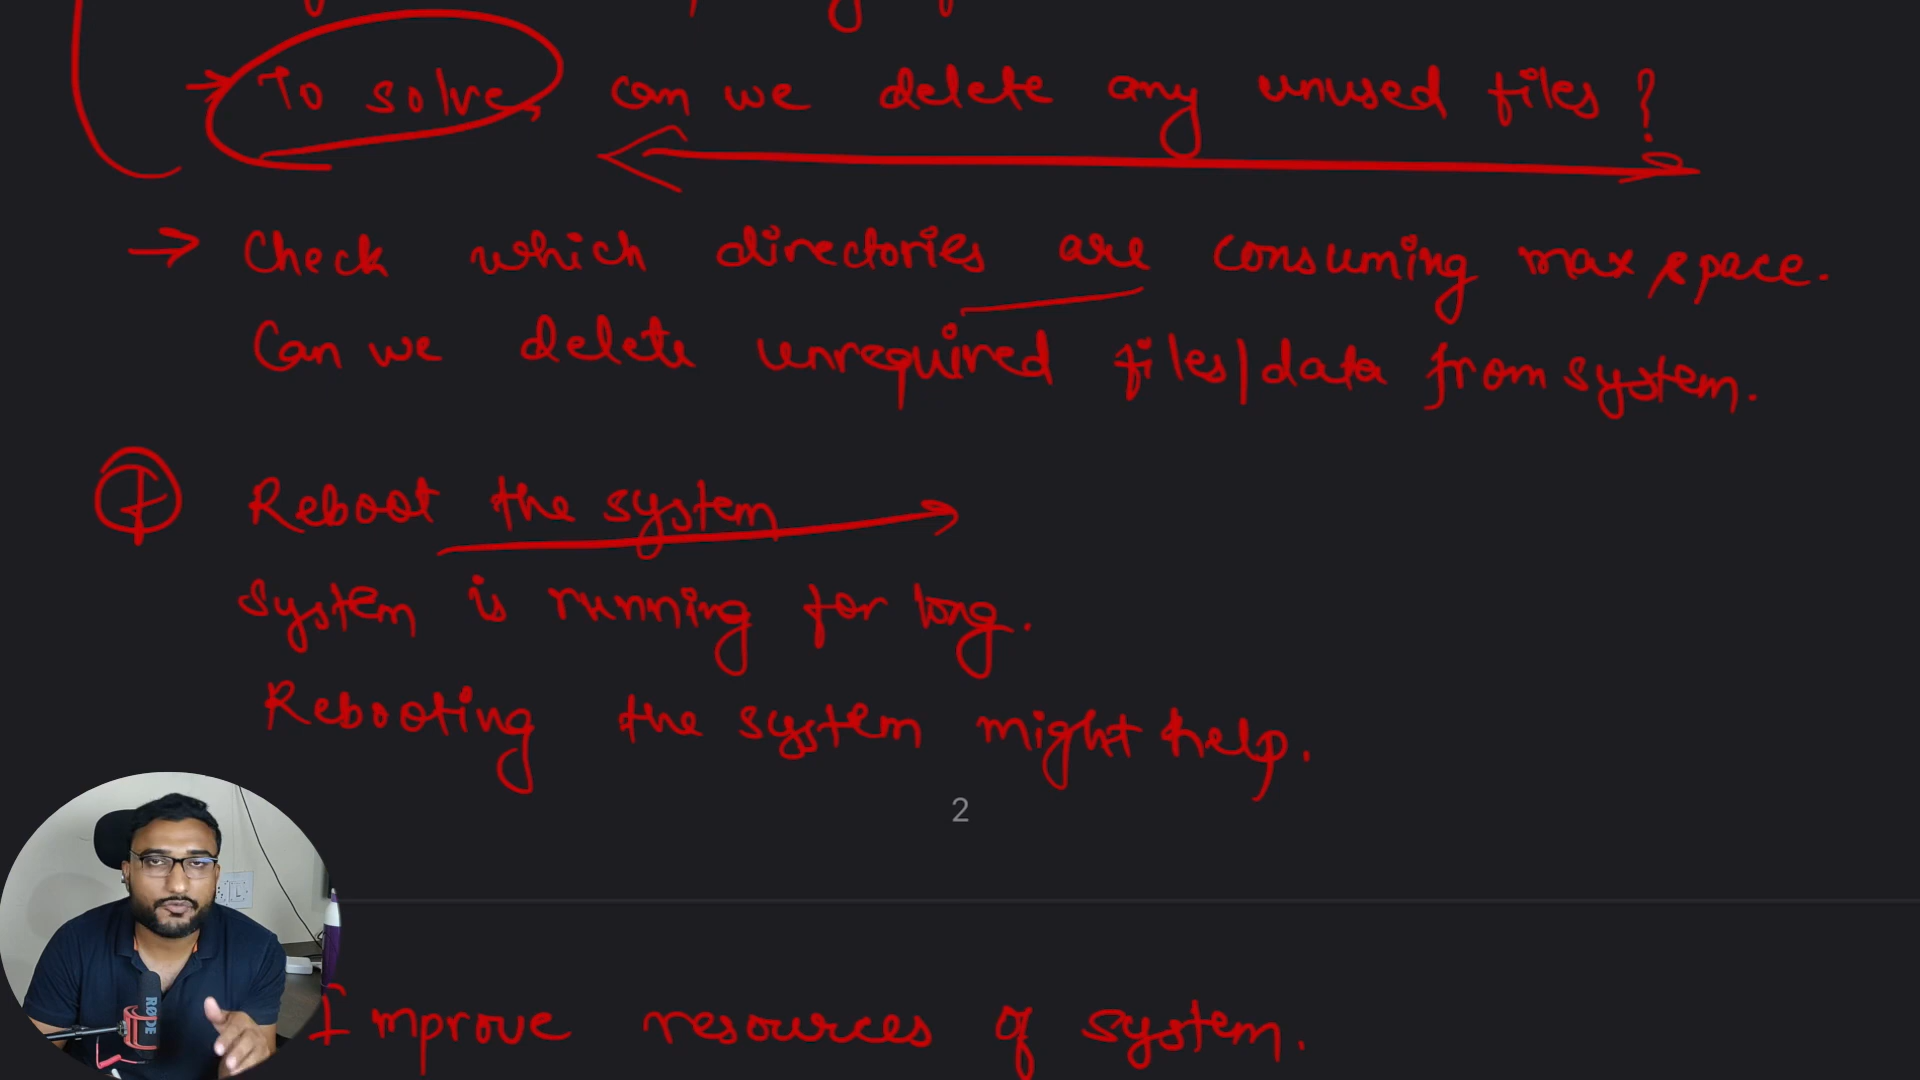 → To solve, can we delete any unused files?
→ Check which directories are consuming max space.
Can we delete unrequired files/data from system.
Reboot the system
System is running for long.
Rebooting the system might help.
2
RØDE
Improve resources of system.